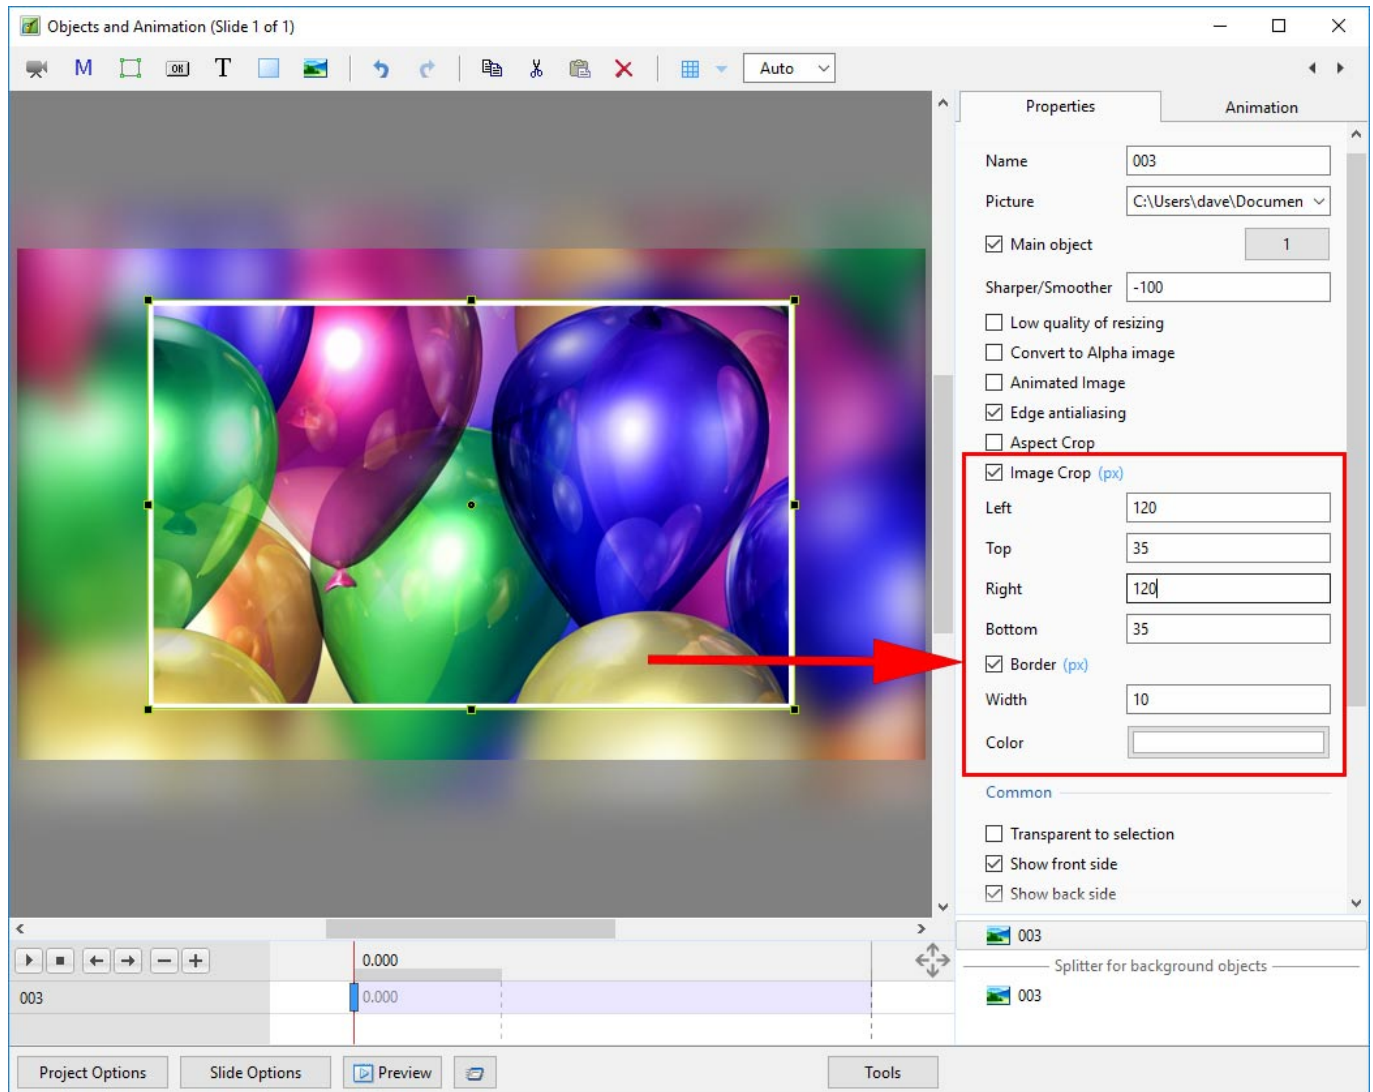 Objects and Animation (Slide 1 of 1)
M OK T Auto
Properties Animation
Name 003
Picture C:\Users\dave\Documen
Main object 1
Sharper/Smoother -100
Low quality of resizing
Convert to Alpha image
Animated Image
Edge antialiasing
Aspect Crop
Image Crop (px)
Left 120
Top 35
Right 120
Bottom 35
Border (px)
Width 10
Color
Common
Transparent to selection
Show front side
Show back side
003
Splitter for background objects
003
0.000
003 0.000
Project Options Slide Options Preview Tools